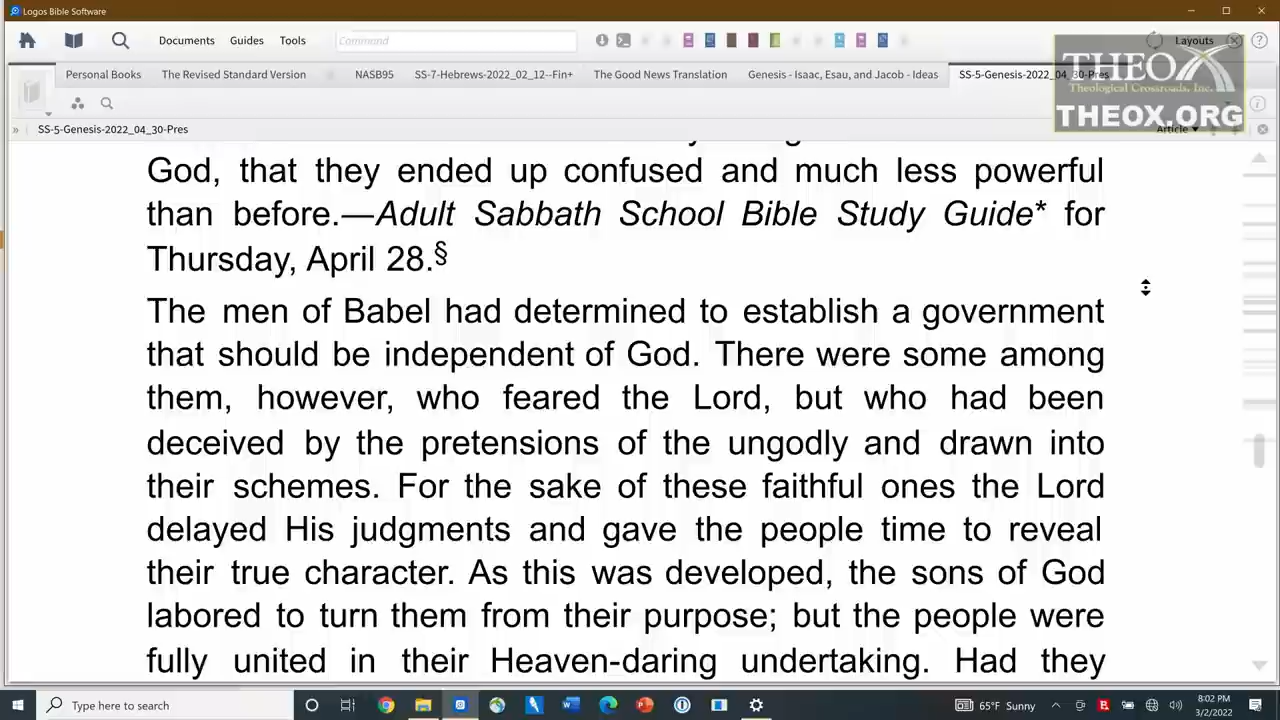 Logos Bible Software
Documents Guides Tools Command Layouts
Personal Books The Revised Standard Version NASB95 SS-7-Hebrews-2022_02_12--Fin+ The Good News Translation Genesis - Isaac, Esau, and Jacob - Ideas SS-5-Genesis-2022_04_30-Pres
THEOX
Theological Crossroads, Inc.
THEOX.ORG
» SS-5-Genesis-2022_04_30-Pres Article
God, that they ended up confused and much less powerful
than before.—Adult Sabbath School Bible Study Guide* for
Thursday, April 28.§
The men of Babel had determined to establish a government
that should be independent of God. There were some among
them, however, who feared the Lord, but who had been
deceived by the pretensions of the ungodly and drawn into
their schemes. For the sake of these faithful ones the Lord
delayed His judgments and gave the people time to reveal
their true character. As this was developed, the sons of God
labored to turn them from their purpose; but the people were
fully united in their Heaven-daring undertaking. Had they
Type here to search
65°F Sunny
8:02 PM
3/2/2022